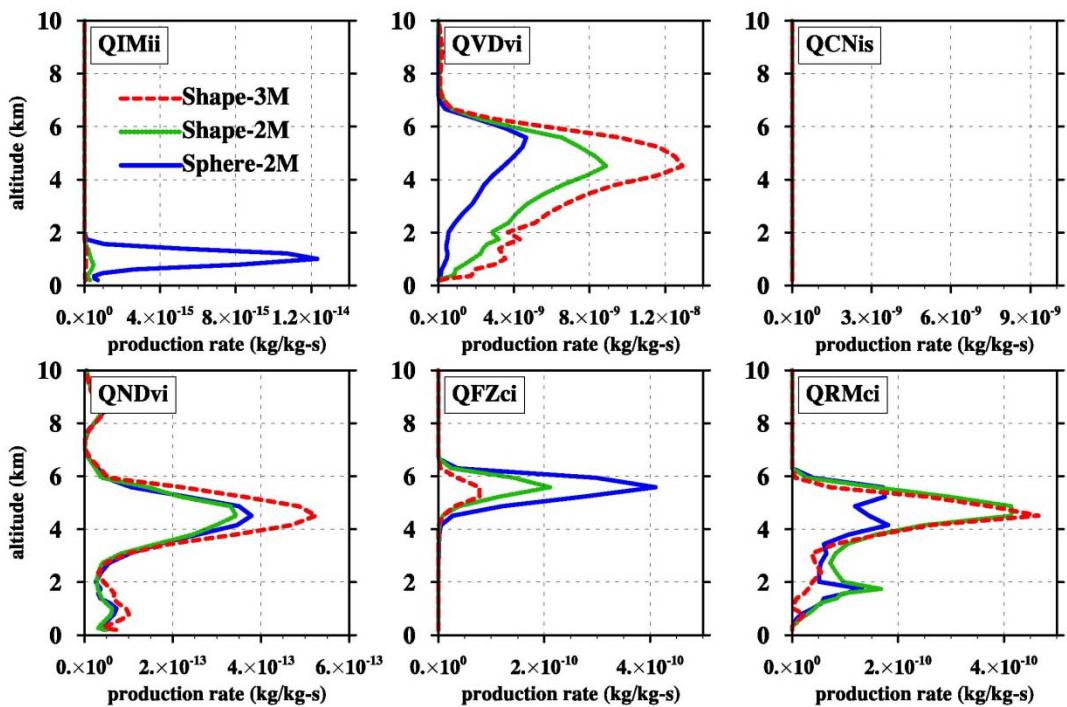 10
8
6
4
2
0
altitude (km)
QIMii
Shape-3M
Shape-2M
Sphere-2M
0.×10⁰ 4.×10⁻¹⁵ 8.×10⁻¹⁵ 1.2×10⁻¹⁴
production rate (kg/kg-s)
10
8
6
4
2
0
QVDvi
0.×10⁰ 4.×10⁻⁹ 8.×10⁻⁹ 1.2×10⁻⁸
production rate (kg/kg-s)
10
8
6
4
2
0
QCNis
0.×10⁰ 3.×10⁻⁹ 6.×10⁻⁹ 9.×10⁻⁹
production rate (kg/kg-s)
10
8
6
4
2
0
altitude (km)
QNDvi
0.×10⁰ 2.×10⁻¹³ 4.×10⁻¹³ 6.×10⁻¹³
production rate (kg/kg-s)
10
8
6
4
2
0
QFZci
0.×10⁰ 2.×10⁻¹⁰ 4.×10⁻¹⁰
production rate (kg/kg-s)
10
8
6
4
2
0
QRMci
0.×10⁰ 2.×10⁻¹⁰ 4.×10⁻¹⁰
production rate (kg/kg-s)